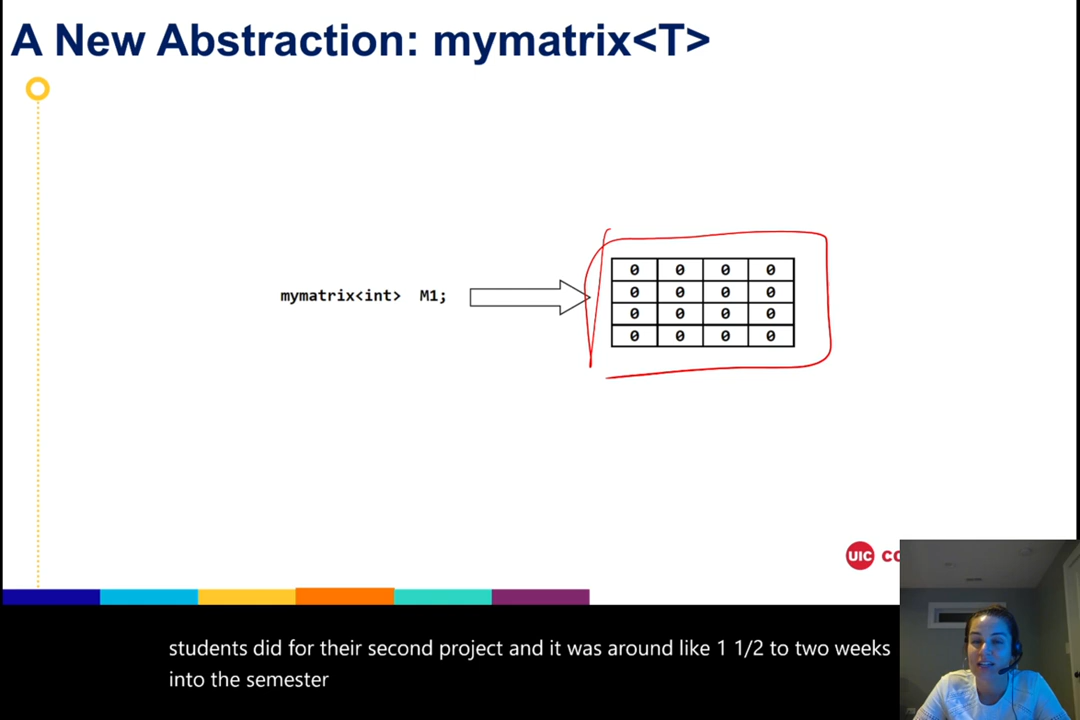 A New Abstraction: mymatrix<T>
mymatrix<int> M1;
0 0 0 0
0 0 0 0
0 0 0 0
0 0 0 0
UIC
students did for their second project and it was around like 1 1/2 to two weeks
into the semester